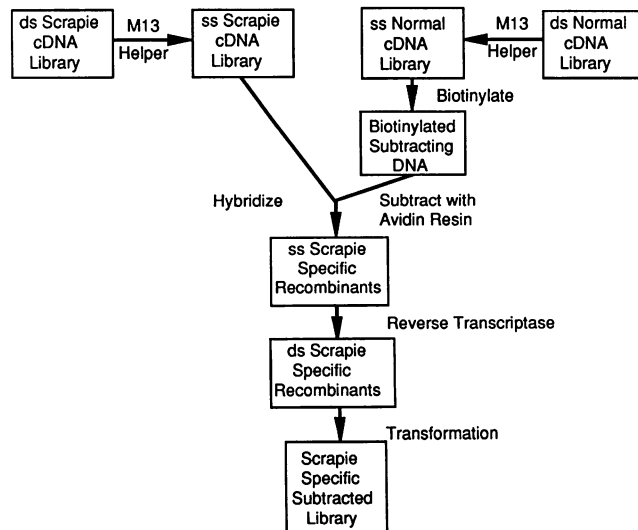 ds Scrapie
cDNA
Library
M13
Helper
ss Scrapie
cDNA
Library
ss Normal
cDNA
Library
M13
Helper
ds Normal
cDNA
Library
Biotinylate
Biotinylated
Subtracting
DNA
Hybridize
Subtract with
Avidin Resin
ss Scrapie
Specific
Recombinants
Reverse Transcriptase
ds Scrapie
Specific
Recombinants
Transformation
Scrapie
Specific
Subtracted
Library